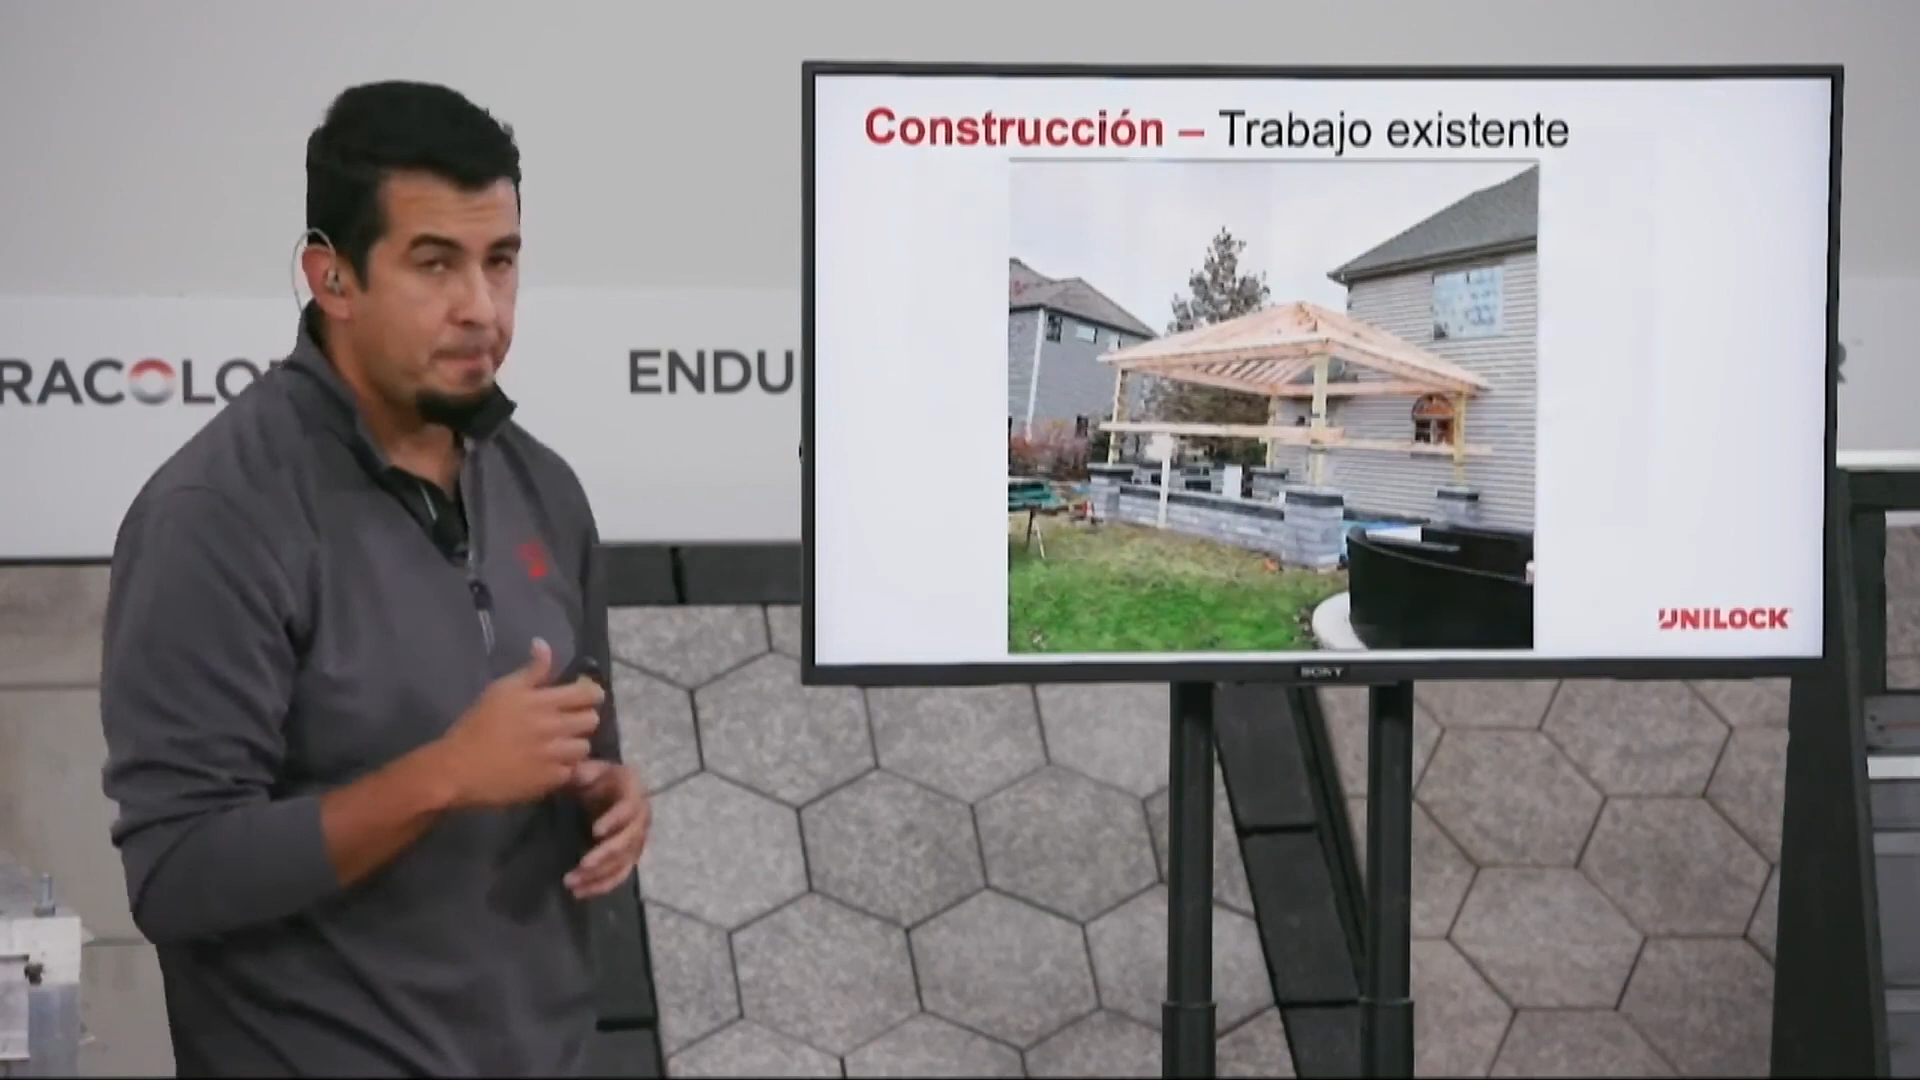 Construcción – Trabajo existente
RACOLO
ENDU
R
UNILOCK
SONY